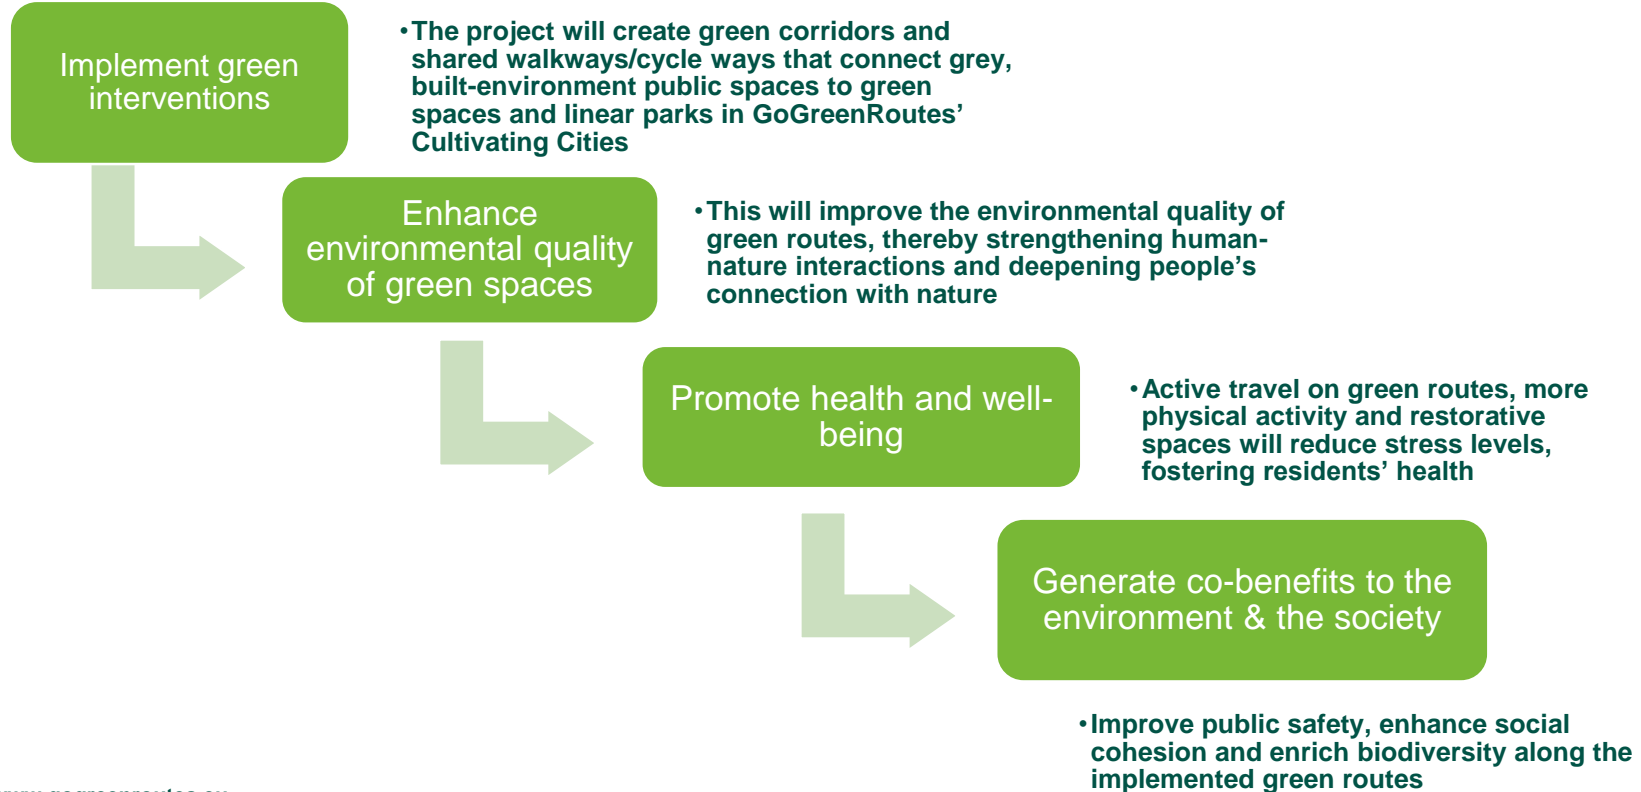 Implement green
interventions
•The project will create green corridors and
shared walkways/cycle ways that connect grey,
built-environment public spaces to green
spaces and linear parks in GoGreenRoutes’
Cultivating Cities
Enhance
environmental quality
of green spaces
•This will improve the environmental quality of
green routes, thereby strengthening human-
nature interactions and deepening people’s
connection with nature
Promote health and well-
being
•Active travel on green routes, more
physical activity and restorative
spaces will reduce stress levels,
fostering residents’ health
Generate co-benefits to the
environment & the society
•Improve public safety, enhance social
cohesion and enrich biodiversity along the
implemented green routes